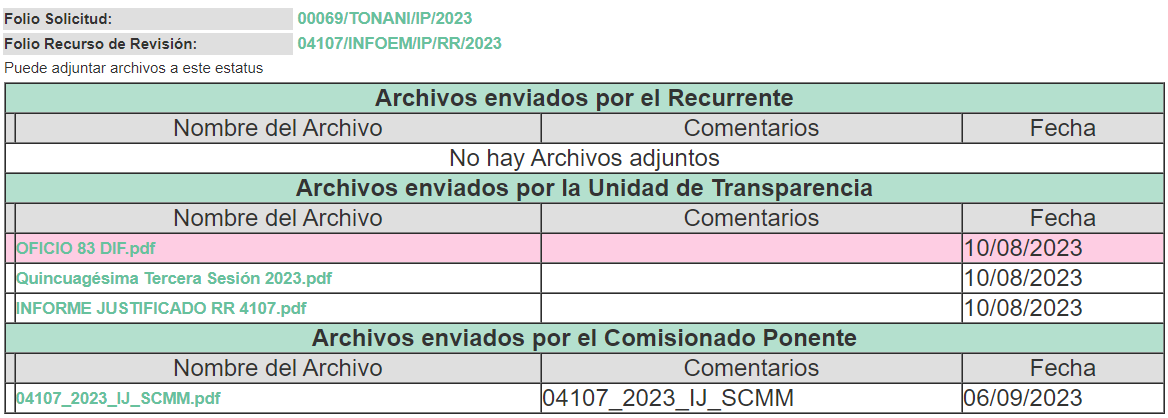 Folio Solicitud: 00069/TONANI/IP/2023
Folio Recurso de Revisión: 04107/INFOEM/IP/RR/2023
Puede adjuntar archivos a este estatus
Archivos enviados por el Recurrente
Nombre del Archivo Comentarios Fecha
No hay Archivos adjuntos
Archivos enviados por la Unidad de Transparencia
Nombre del Archivo Comentarios Fecha
OFICIO 83 DIF.pdf 10/08/2023
Quincuagésima Tercera Sesión 2023.pdf 10/08/2023
INFORME JUSTIFICADO RR 4107.pdf 10/08/2023
Archivos enviados por el Comisionado Ponente
Nombre del Archivo Comentarios Fecha
04107_2023_IJ_SCMM.pdf 04107_2023_IJ_SCMM 06/09/2023